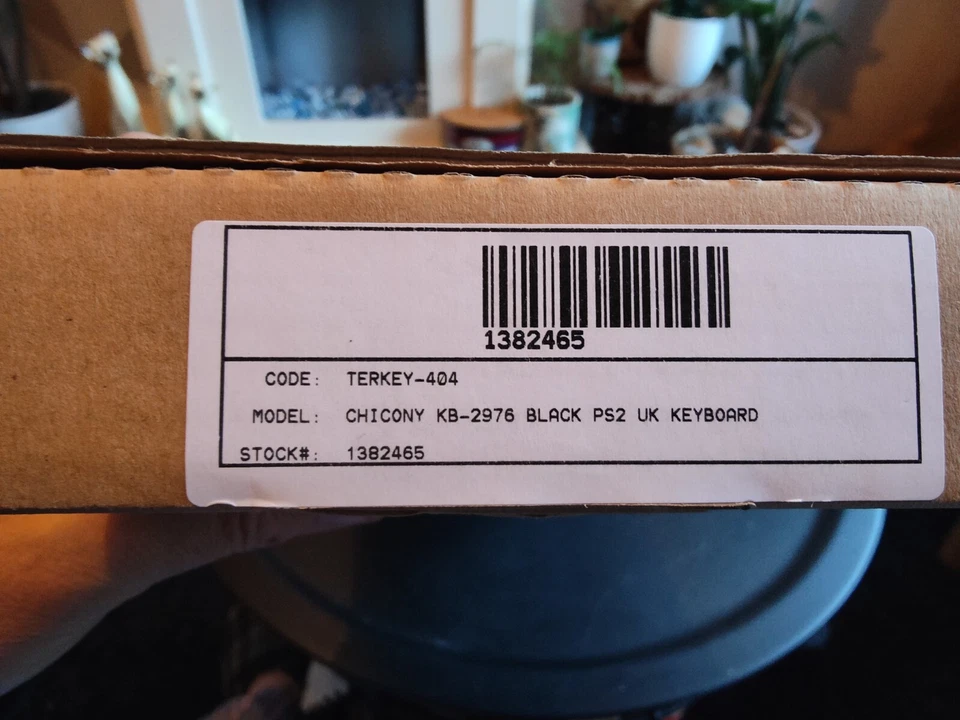 1382465
CODE: TERKEY-404
MODEL: CHICONY KB-2976 BLACK PS2 UK KEYBOARD
STOCK#: 1382465